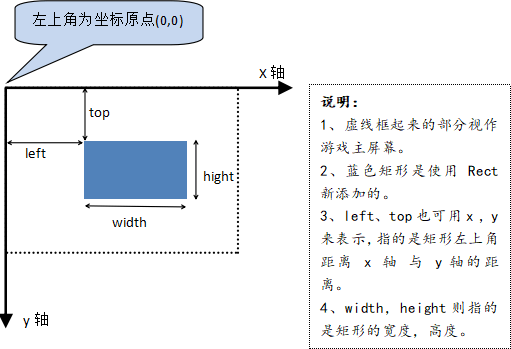 左上角为坐标原点(0,0)
x 轴
top
left
hight
width
y 轴
说明：
1、虚线框起来的部分视作
游戏主屏幕。
2、蓝色矩形是使用 Rect
新添加的。
3、left、top 也可用 x , y
来表示,指的是矩形左上角
距离 x 轴 与 y 轴的距
离。
4、width, height 则指的
是矩形的宽度, 高度。